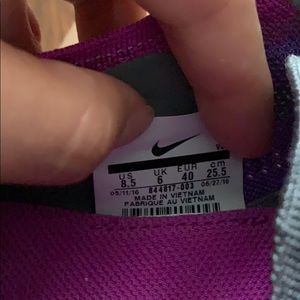 US UK EUR cm
8.5 6 40 25.5
05/11/16 844817-003 08/27/16
MADE IN VIETNAM
FABRIQUE AU VIETNAM